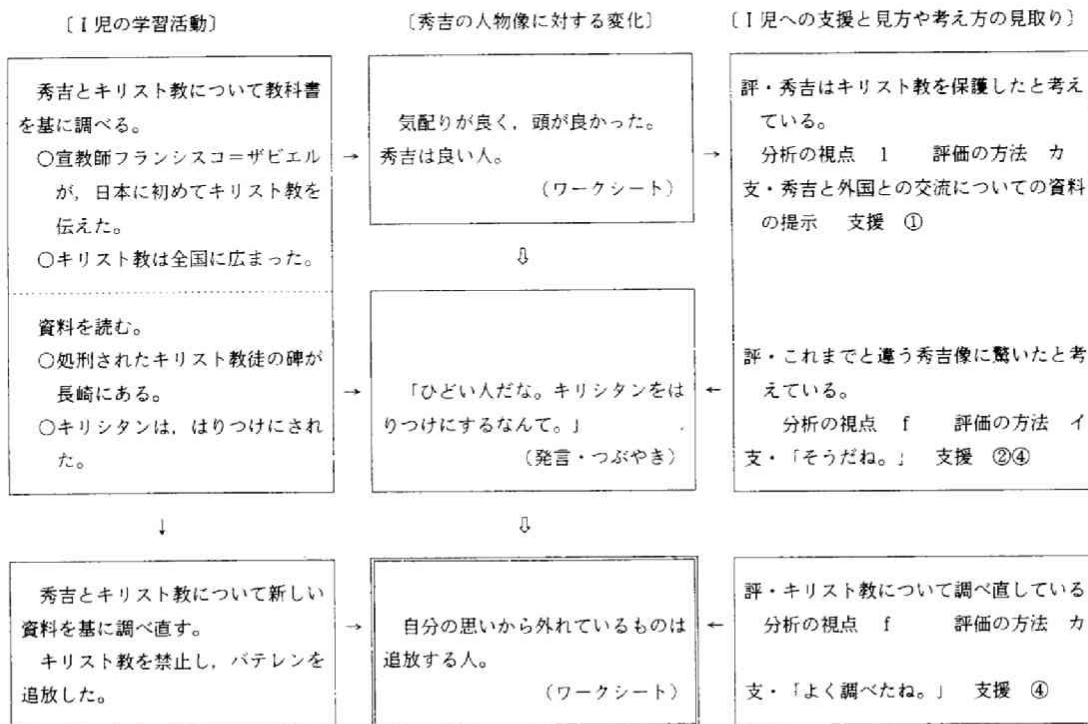 〔Ｉ児の学習活動〕
〔秀吉の人物像に対する変化〕
〔Ｉ児への支援と見方や考え方の見取り〕
秀吉とキリスト教について教科書
を基に調べる。
○宣教師フランシスコ＝ザビエル
が，日本に初めてキリスト教を
伝えた。
○キリスト教は全国に広まった。
→
気配りが良く，頭が良かった。
秀吉は良い人。
（ワークシート）
→
評・秀吉はキリスト教を保護したと考え
ている。
分析の視点　１　評価の方法　カ
支・秀吉と外国との交流についての資料
の提示　支援　①
⇩
資料を読む。
○処刑されたキリスト教徒の碑が
長崎にある。
○キリシタンは，はりつけにされ
た。
→
「ひどい人だな。キリシタンをは
りつけにするなんて。」
（発言・つぶやき）
←
評・これまでと違う秀吉像に驚いたと考
えている。
分析の視点　ｆ　評価の方法　イ
支・「そうだね。」　支援　②④
↓
⇩
秀吉とキリスト教について新しい
資料を基に調べ直す。
キリスト教を禁止し，バテレンを
追放した。
→
自分の思いから外れているものは
追放する人。
（ワークシート）
←
評・キリスト教について調べ直している
分析の視点　ｆ　評価の方法　カ
支・「よく調べたね。」　支援　④